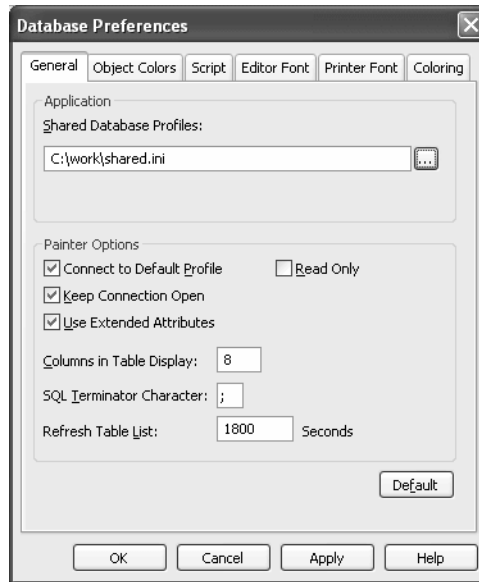 Database Preferences
General Object Colors Script Editor Font Printer Font Coloring
Application
Shared Database Profiles:
C:\work\shared.ini ...
Painter Options
Connect to Default Profile Read Only
Keep Connection Open
Use Extended Attributes
Columns in Table Display: 8
SQL Terminator Character: ;
Refresh Table List: 1800 Seconds
Default
OK Cancel Apply Help